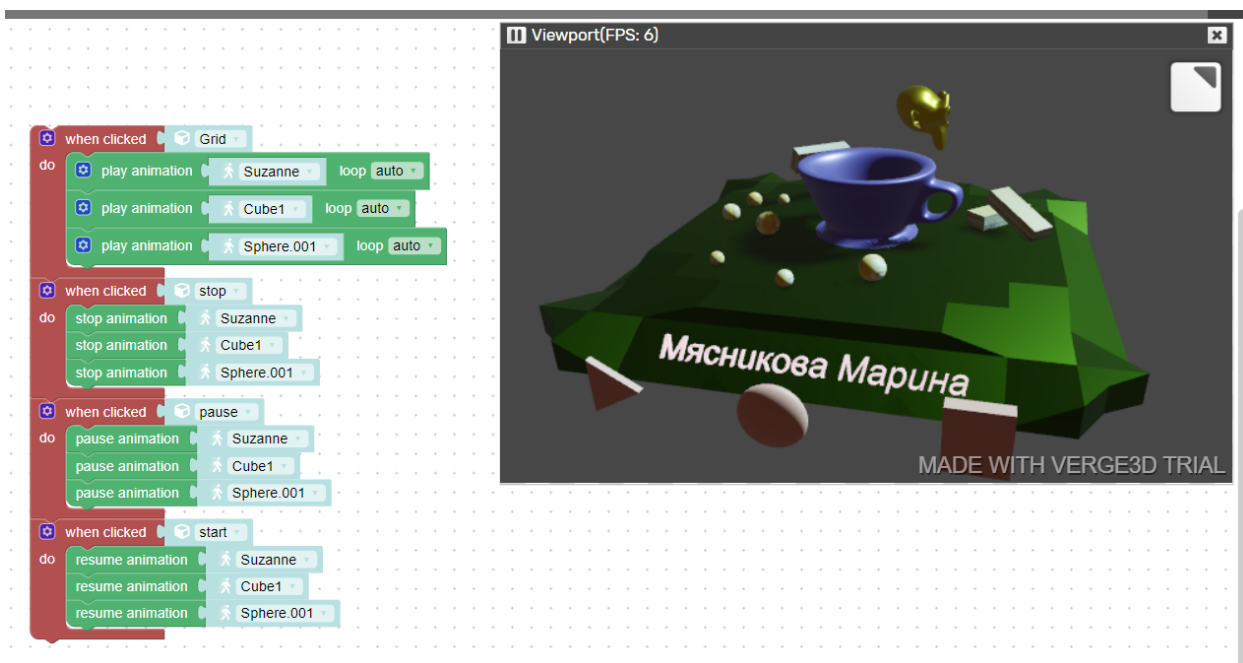 when clicked Grid
do play animation Suzanne loop auto
play animation Cube1 loop auto
play animation Sphere.001 loop auto
when clicked stop
do stop animation Suzanne
stop animation Cube1
stop animation Sphere.001
when clicked pause
do pause animation Suzanne
pause animation Cube1
pause animation Sphere.001
when clicked start
do resume animation Suzanne
resume animation Cube1
resume animation Sphere.001
Viewport(FPS: 6)
Мясникова Марина
MADE WITH VERGE3D TRIAL